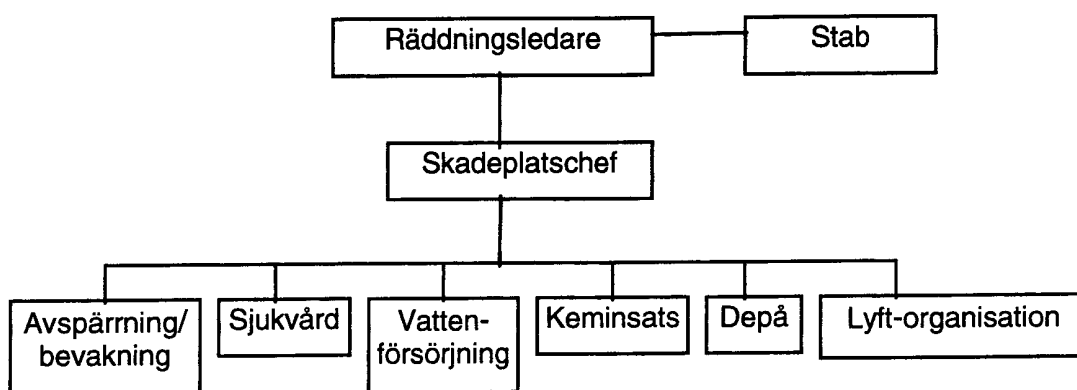 Räddningsledare
Stab
Skadeplatschef
Avspärrning/
bevakning
Sjukvård
Vatten-
försörjning
Keminsats
Depå
Lyft-organisation